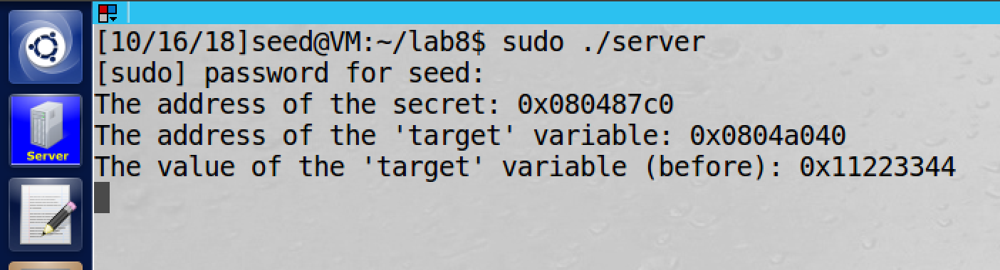 [10/16/18]seed@VM:~/lab8$ sudo ./server
[sudo] password for seed:
The address of the secret: 0x080487c0
The address of the 'target' variable: 0x0804a040
The value of the 'target' variable (before): 0x11223344
Server